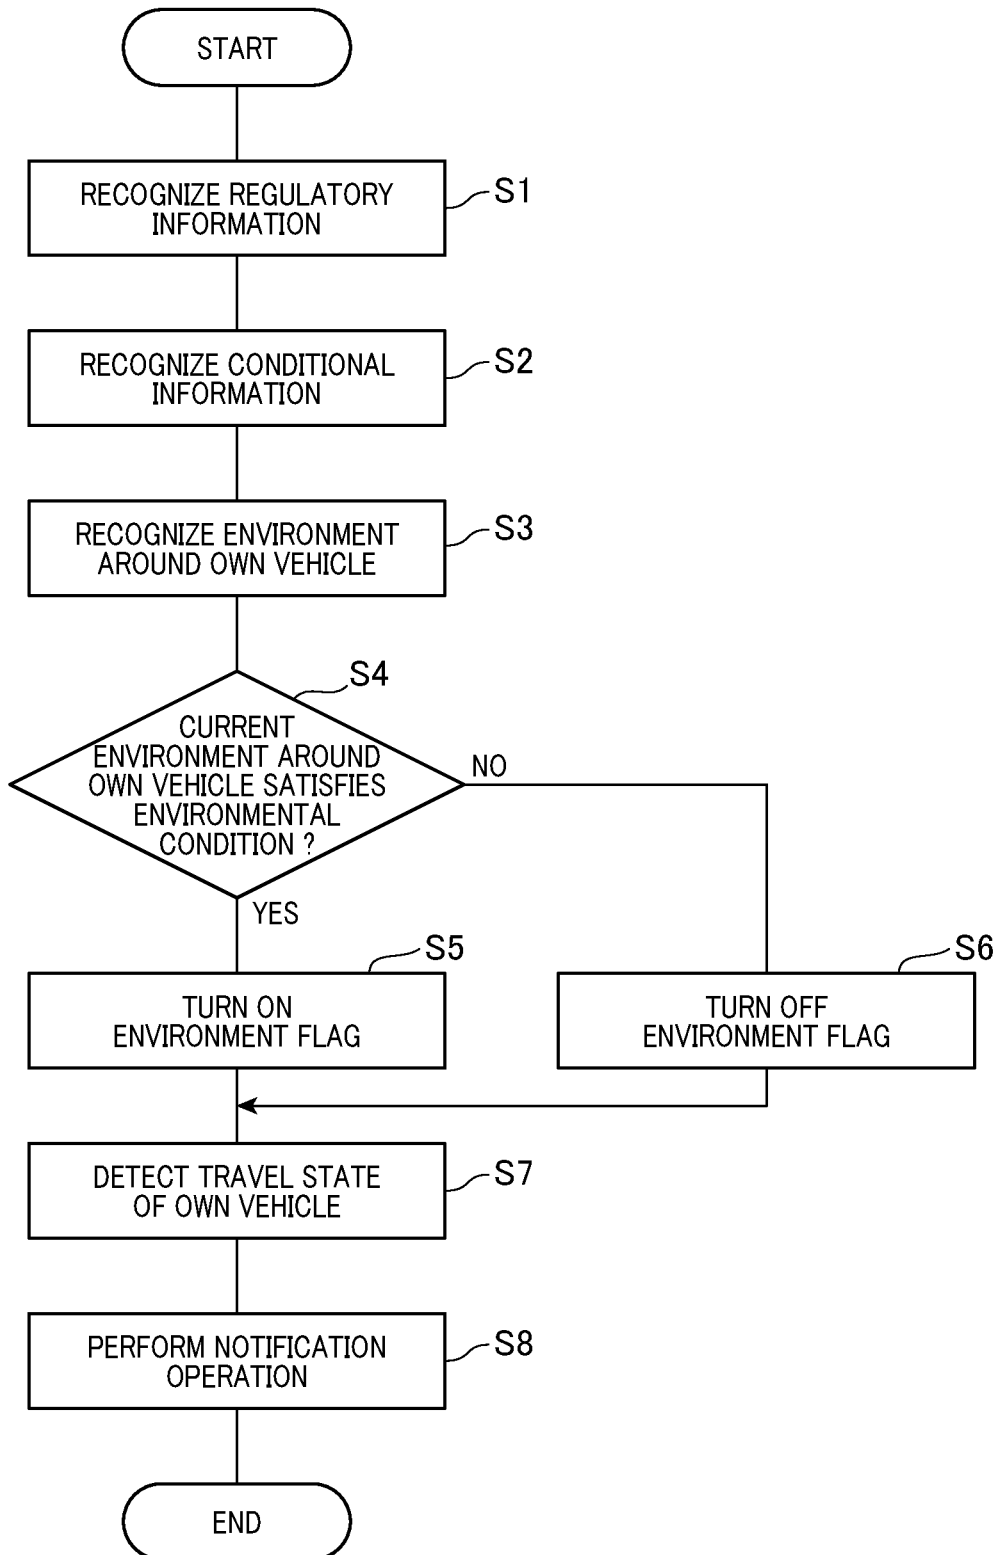 START
RECOGNIZE REGULATORY
INFORMATION
S1
RECOGNIZE CONDITIONAL
INFORMATION
S2
RECOGNIZE ENVIRONMENT
AROUND OWN VEHICLE
S3
S4
CURRENT
ENVIRONMENT AROUND
OWN VEHICLE SATISFIES
ENVIRONMENTAL
CONDITION ?
NO
YES
S5
TURN ON
ENVIRONMENT FLAG
S6
TURN OFF
ENVIRONMENT FLAG
DETECT TRAVEL STATE
OF OWN VEHICLE
S7
PERFORM NOTIFICATION
OPERATION
S8
END